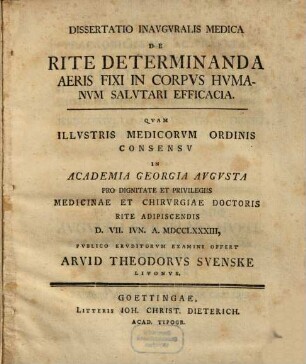 DISSERTATIO INAVGVRALIS MEDICA
DE
RITE DETERMINANDA
AERIS FIXI IN CORPVS HVMA-
NVM SALVTARI EFFICACIA.
QVAM
ILLVSTRIS MEDICORVM ORDINIS
CONSENSV
IN
ACADEMIA GEORGIA AVGVSTA
PRO DIGNITATE ET PRIVILEGIIS
MEDICINAE ET CHIRVRGIAE DOCTORIS
RITE ADIPISCENDIS
D. VII. IVN. A. MDCCLXXXIII,
PVBLICO ERVDITORVM EXAMINI OFFERT
ARVID THEODORVS SVENSKE
LIVONVS.
GOETTINGAE,
LITTERIS IOH. CHRIST. DIETERICH.
ACAD. TYPOGR.